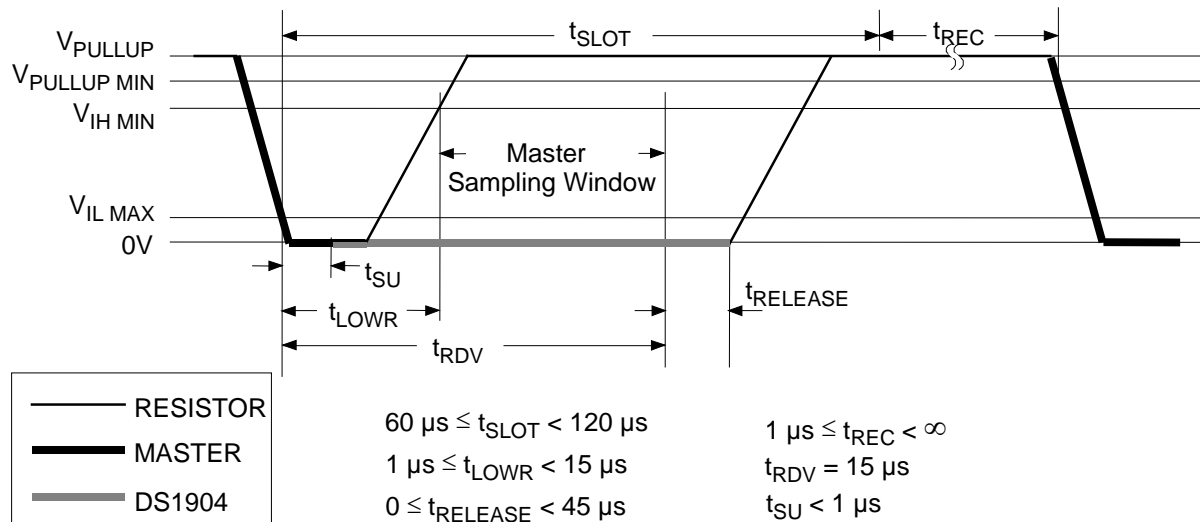 tSLOT tREC
VPULLUP
VPULLUP MIN
VIH MIN
Master
Sampling Window
VIL MAX
0V
tSU
tRELEASE
tLOWR
tRDV
RESISTOR
MASTER
DS1904
60 µs ≤ tSLOT < 120 µs
1 µs ≤ tLOWR < 15 µs
0 ≤ tRELEASE < 45 µs
1 µs ≤ tREC < ∞
tRDV = 15 µs
tSU < 1 µs